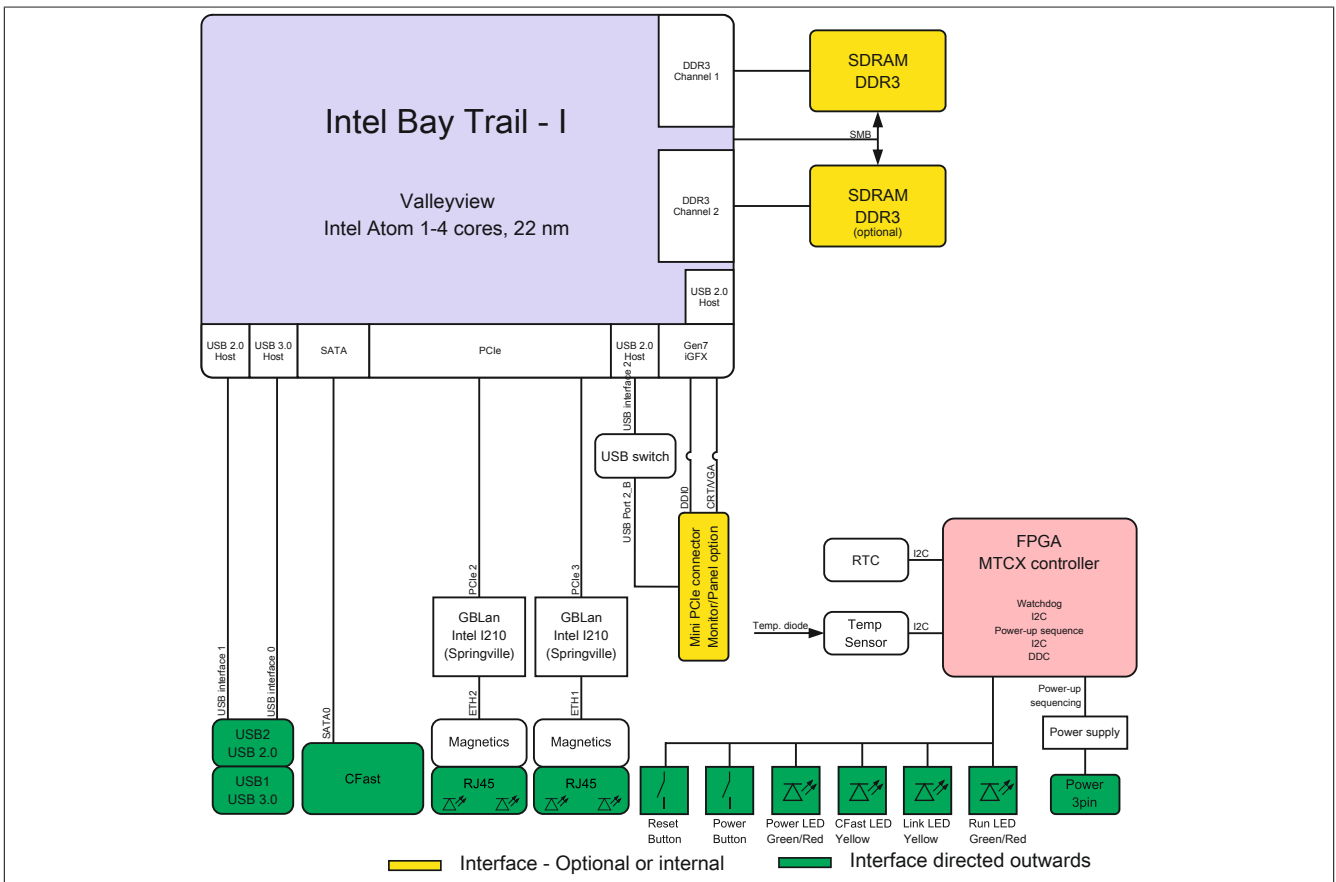 Intel Bay Trail - I
Valleyview
Intel Atom 1-4 cores, 22 nm
DDR3
Channel 1
DDR3
Channel 2
SDRAM
DDR3
SMB
SDRAM
DDR3
(optional)
USB 2.0
Host
USB 2.0
Host
USB 3.0
Host
SATA
PCIe
USB 2.0
Host
Gen7
iGFX
USB interface 2
USB switch
USB Port 2_B
DDI0
CRT/VGA
Mini PCIe connector
Monitor/Panel option
PCIe 2
PCIe 3
GBLan
Intel I210
(Springville)
GBLan
Intel I210
(Springville)
ETH2
ETH1
USB interface 1
USB interface 0
SATA0
USB2
USB 2.0
USB1
USB 3.0
CFast
Magnetics
RJ45
Magnetics
RJ45
RTC
I2C
Temp. diode
Temp
Sensor
I2C
FPGA
MTCX controller
Watchdog
I2C
Power-up sequence
I2C
DDC
Power-up
sequencing
Power supply
Power
3pin
Reset
Button
Power
Button
Power LED
Green/Red
CFast LED
Yellow
Link LED
Yellow
Run LED
Green/Red
Interface - Optional or internal
Interface directed outwards